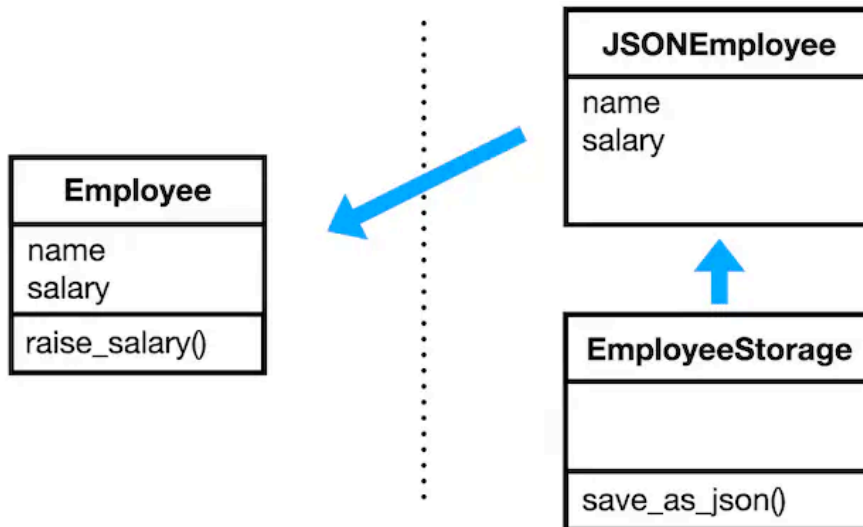 Employee
name
salary
raise_salary()
JSONEmployee
name
salary
EmployeeStorage
save_as_json()